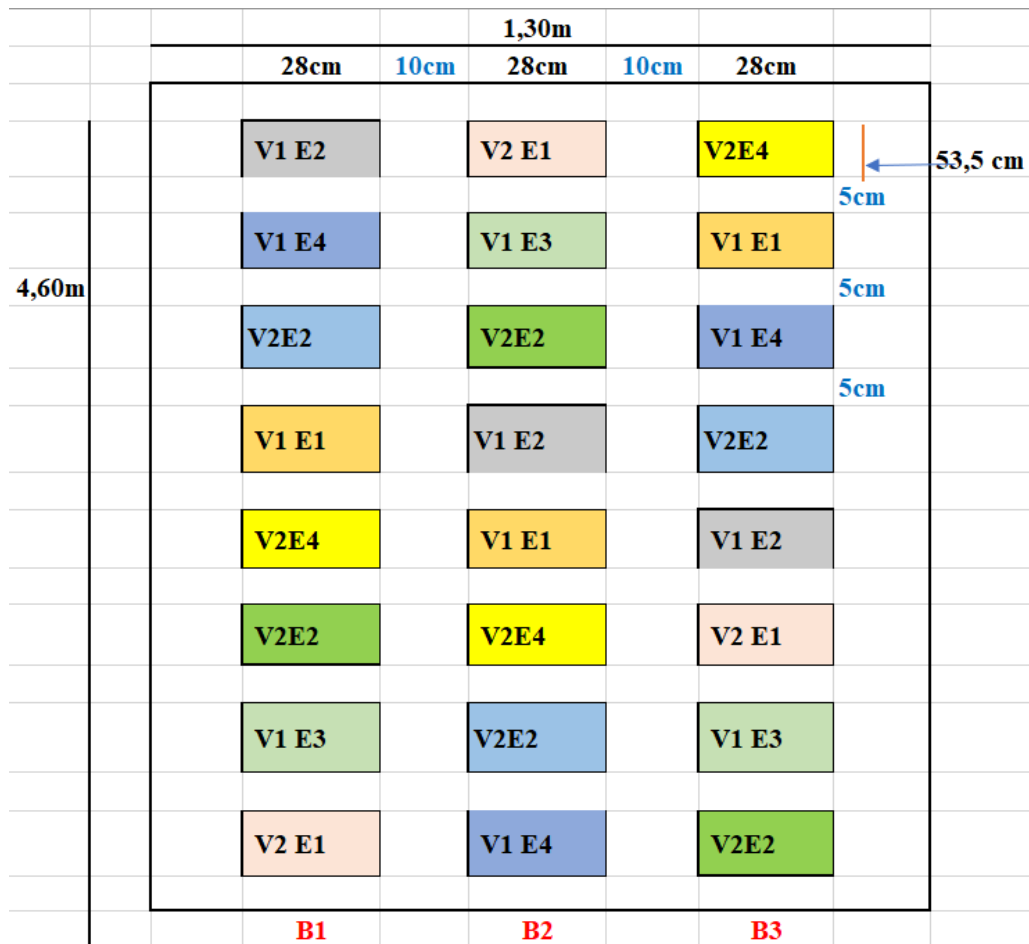 1,30m
28cm 10cm 28cm 10cm 28cm
V1 E2 V2 E1 V2E4 53,5 cm
5cm
V1 E4 V1 E3 V1 E1
4,60m 5cm
V2E2 V2E2 V1 E4
5cm
V1 E1 V1 E2 V2E2
V2E4 V1 E1 V1 E2
V2E2 V2E4 V2 E1
V1 E3 V2E2 V1 E3
V2 E1 V1 E4 V2E2
B1 B2 B3